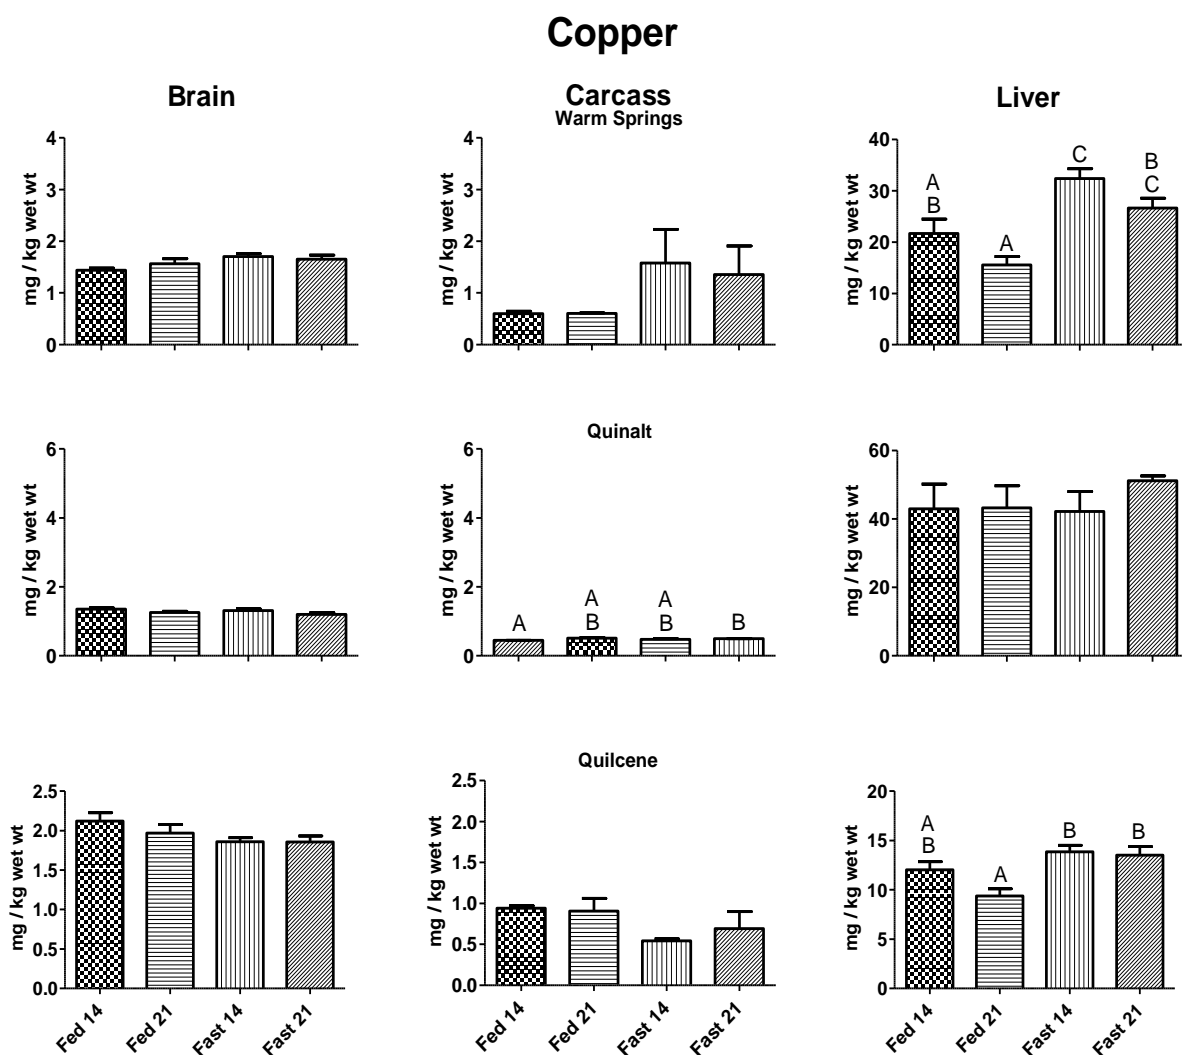 Copper
Brain
Carcass
Warm Springs
Liver
mg / kg wet wt
4
3
2
1
0
mg / kg wet wt
4
3
2
1
0
mg / kg wet wt
40
30
20
10
0
A
B
A
C
B
C
Quinalt
mg / kg wet wt
6
4
2
0
mg / kg wet wt
6
4
2
0
A
A
B
A
B
B
mg / kg wet wt
60
40
20
0
Quilcene
mg / kg wet wt
2.5
2.0
1.5
1.0
0.5
0.0
Fed 14
Fed 21
Fast 14
Fast 21
mg / kg wet wt
2.5
2.0
1.5
1.0
0.5
0.0
Fed 14
Fed 21
Fast 14
Fast 21
mg / kg wet wt
20
15
10
5
0
A
B
A
B
B
Fed 14
Fed 21
Fast 14
Fast 21